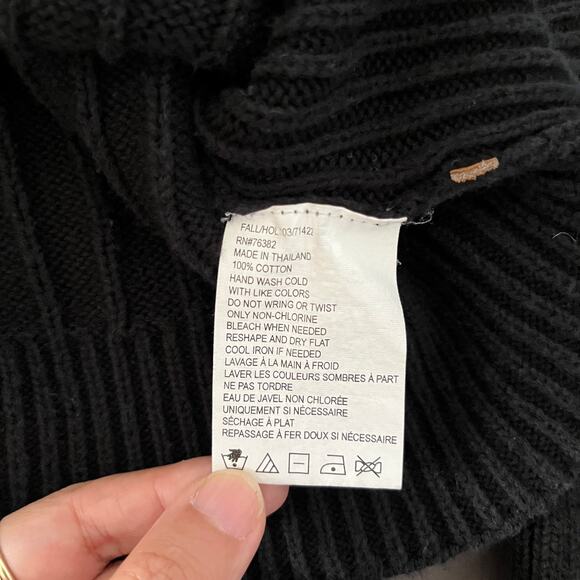 FALL/HOL '03/71422
RN#76382
MADE IN THAILAND
100% COTTON
HAND WASH COLD
WITH LIKE COLORS
DO NOT WRING OR TWIST
ONLY NON-CHLORINE
BLEACH WHEN NEEDED
RESHAPE AND DRY FLAT
COOL IRON IF NEEDED
LAVAGE À LA MAIN À FROID
LAVER LES COULEURS SOMBRES À PART
NE PAS TORDRE
EAU DE JAVEL NON CHLORÉE
UNIQUEMENT SI NÉCESSAIRE
SÉCHAGE À PLAT
REPASSAGE À FER DOUX SI NÉCESSAIRE